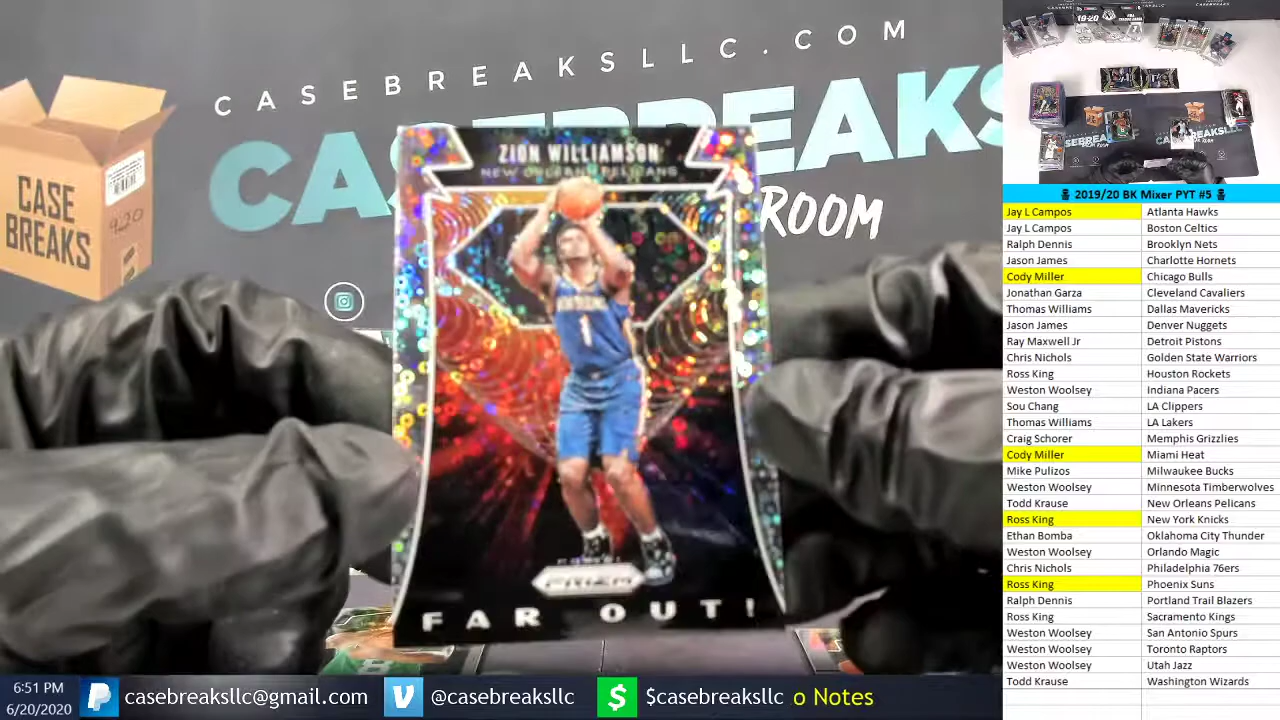 CASEBREAKSLLC.COM
CASEBREAKS
ROOM
CASE
BREAKS
920
ZION WILLIAMSON
NEW ORLEANS PELICANS
1
PRIZM
FAR OUT!
19-20
2019/20 BK Mixer PYT #5
Jay L Campos Atlanta Hawks
Jay L Campos Boston Celtics
Ralph Dennis Brooklyn Nets
Jason James Charlotte Hornets
Cody Miller Chicago Bulls
Jonathan Garza Cleveland Cavaliers
Thomas Williams Dallas Mavericks
Jason James Denver Nuggets
Ray Maxwell Jr Detroit Pistons
Chris Nichols Golden State Warriors
Ross King Houston Rockets
Weston Woolsey Indiana Pacers
Sou Chang LA Clippers
Thomas Williams LA Lakers
Craig Schorer Memphis Grizzlies
Cody Miller Miami Heat
Mike Pulizos Milwaukee Bucks
Weston Woolsey Minnesota Timberwolves
Todd Krause New Orleans Pelicans
Ross King New York Knicks
Ethan Bomba Oklahoma City Thunder
Weston Woolsey Orlando Magic
Chris Nichols Philadelphia 76ers
Ross King Phoenix Suns
Ralph Dennis Portland Trail Blazers
Ross King Sacramento Kings
Weston Woolsey San Antonio Spurs
Weston Woolsey Toronto Raptors
Weston Woolsey Utah Jazz
Todd Krause Washington Wizards
6:51 PM
6/20/2020
casebreaksllc@gmail.com
@casebreaksllc
$casebreaksllc
o Notes